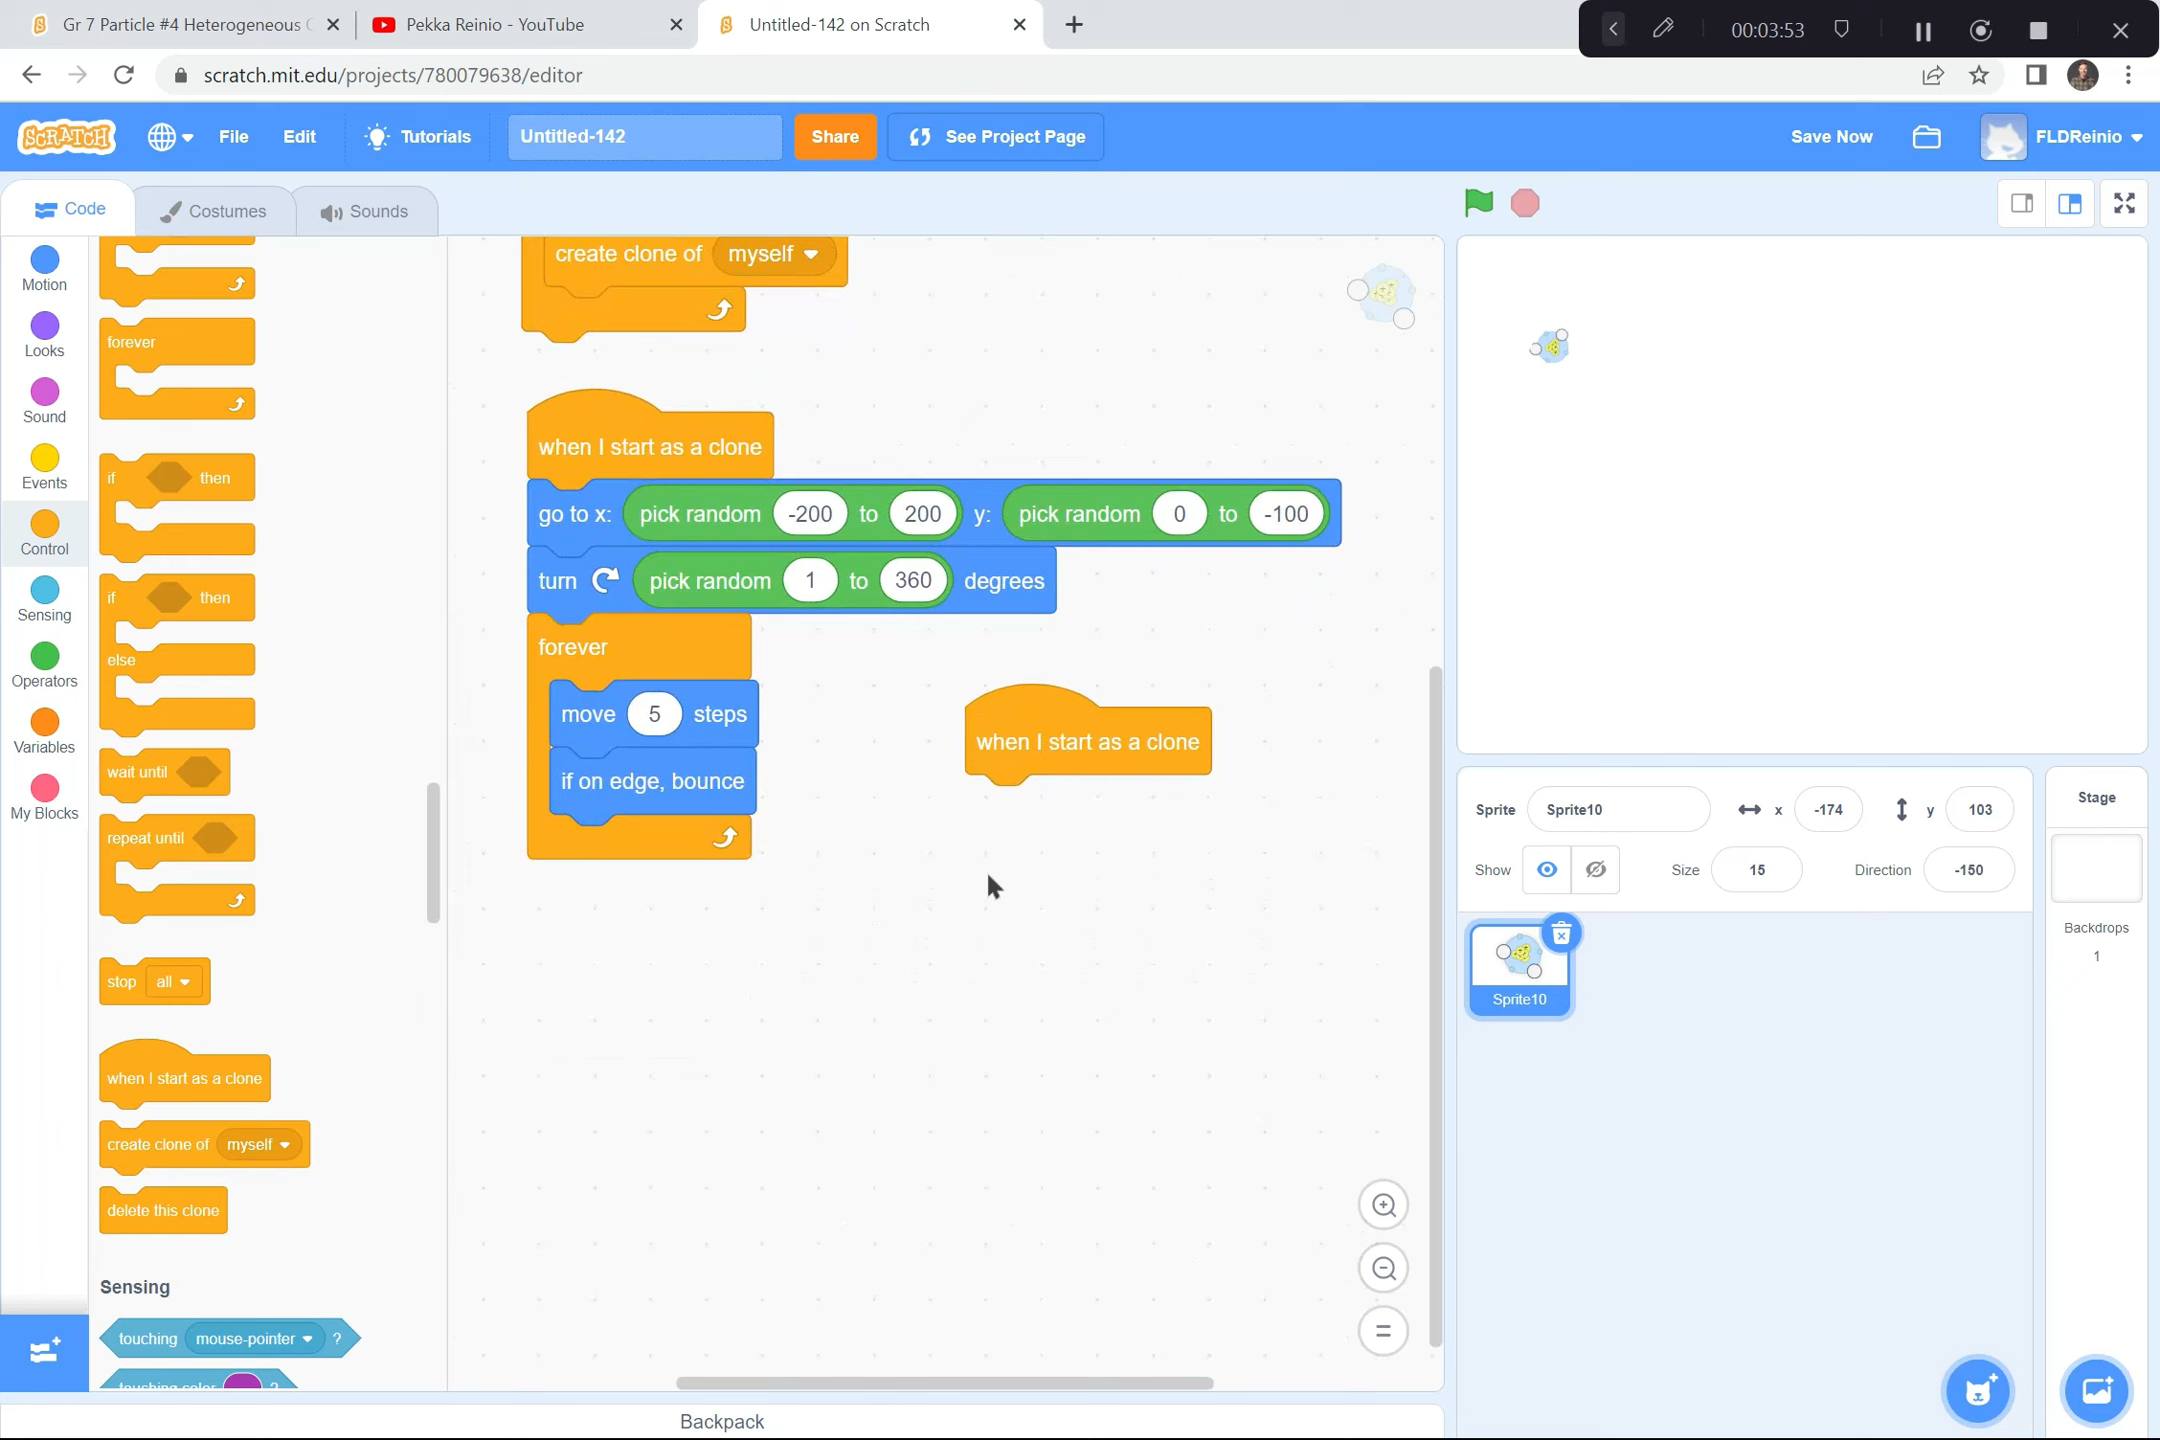 Gr 7 Particle #4 Heterogeneous
Pekka Reinio - YouTube
Untitled-142 on Scratch
00:03:53
scratch.mit.edu/projects/780079638/editor
SCRATCH
File
Edit
Tutorials
Untitled-142
Share
See Project Page
Save Now
FLDReinio
Code
Costumes
Sounds
Motion
Looks
Sound
Events
Control
Sensing
Operators
Variables
My Blocks
forever
if then
if then
else
wait until
repeat until
stop all
when I start as a clone
create clone of myself
delete this clone
Sensing
touching mouse-pointer ?
touching color ?
create clone of myself
when I start as a clone
go to x: pick random -200 to 200 y: pick random 0 to -100
turn pick random 1 to 360 degrees
forever
move 5 steps
if on edge, bounce
when I start as a clone
Backpack
Sprite Sprite10 x -174 y 103
Show Size 15 Direction -150
Sprite10
Stage
Backdrops
1